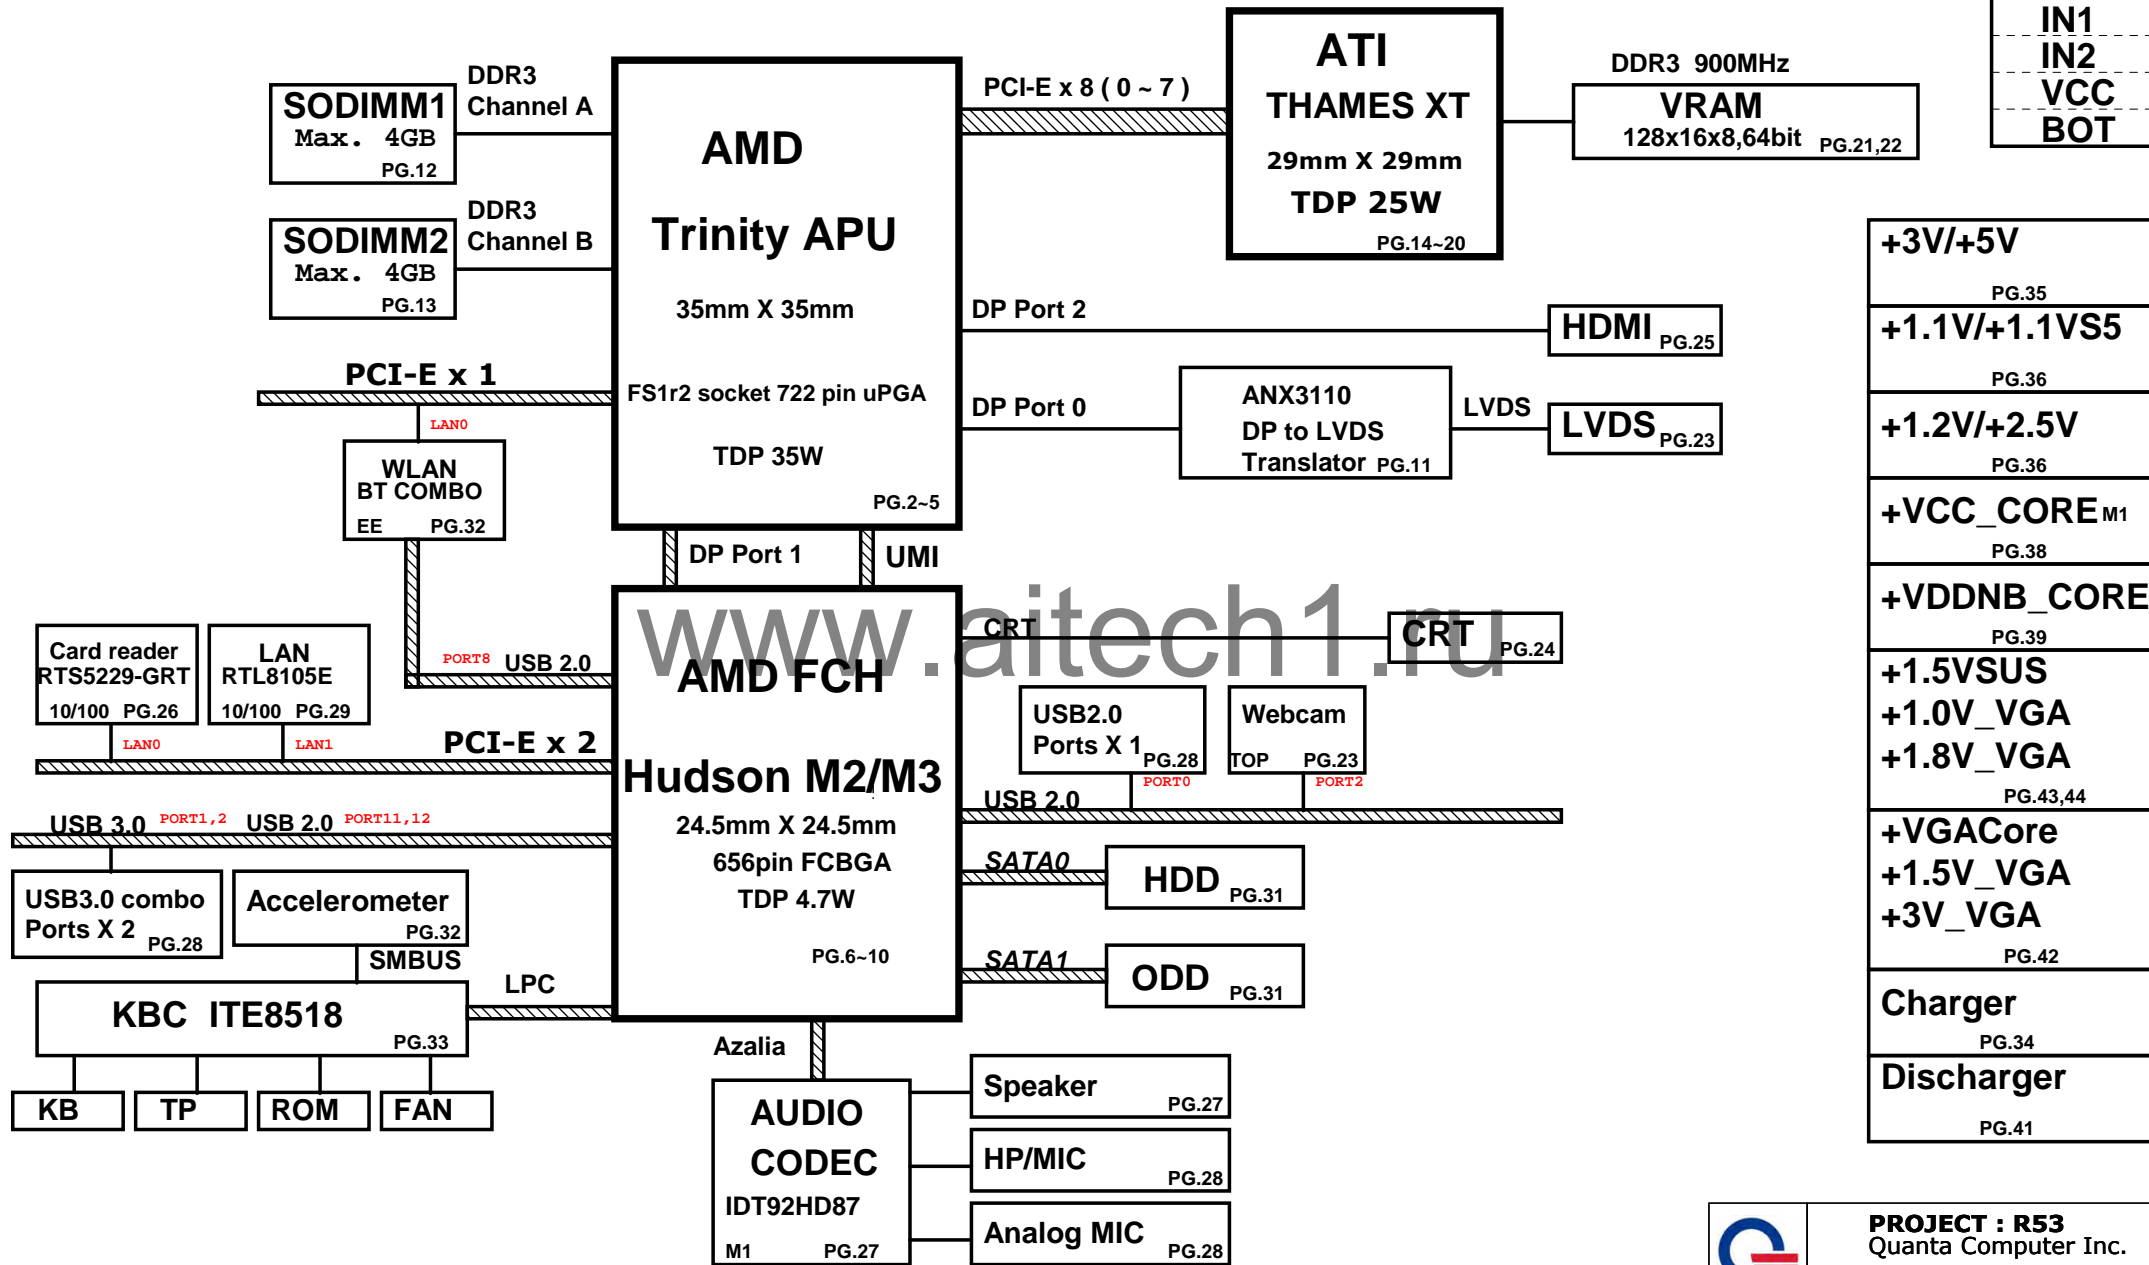 IN1
IN2
VCC
BOT
SODIMM1
Max. 4GB
PG.12
DDR3
Channel A
SODIMM2
Max. 4GB
PG.13
DDR3
Channel B
AMD
Trinity APU
35mm X 35mm
FS1r2 socket 722 pin uPGA
TDP 35W
PG.2~5
PCI-E x 8 ( 0 ~ 7 )
ATI
THAMES XT
29mm X 29mm
TDP 25W
PG.14~20
DDR3 900MHz
VRAM
128x16x8,64bit PG.21,22
DP Port 2
HDMI PG.25
DP Port 0
ANX3110
DP to LVDS
Translator PG.11
LVDS
LVDS PG.23
PCI-E x 1
LAN0
WLAN
BT COMBO
EE PG.32
DP Port 1
UMI
PORT8 USB 2.0
www.aitech1.ru
Card reader
RTS5229-GRT
10/100 PG.26
LAN
RTL8105E
10/100 PG.29
LAN0
LAN1
PCI-E x 2
USB 3.0 PORT1,2 USB 2.0 PORT11,12
USB3.0 combo
Ports X 2 PG.28
Accelerometer
PG.32
SMBUS
KBC ITE8518
PG.33
LPC
KB
TP
ROM
FAN
AMD FCH
Hudson M2/M3
24.5mm X 24.5mm
656pin FCBGA
TDP 4.7W
PG.6~10
CRT
CRT PG.24
USB2.0
Ports X 1 PG.28
PORT0
Webcam
TOP PG.23
PORT2
USB 2.0
SATA0
HDD PG.31
SATA1
ODD PG.31
Azalia
AUDIO
CODEC
IDT92HD87
M1 PG.27
Speaker
PG.27
HP/MIC
PG.28
Analog MIC
PG.28
+3V/+5V
PG.35
+1.1V/+1.1VS5
PG.36
+1.2V/+2.5V
PG.36
+VCC_CORE M1
PG.38
+VDDNB_CORE
PG.39
+1.5VSUS
+1.0V_VGA
+1.8V_VGA
PG.43,44
+VGACore
+1.5V_VGA
+3V_VGA
PG.42
Charger
PG.34
Discharger
PG.41
PROJECT : R53
Quanta Computer Inc.